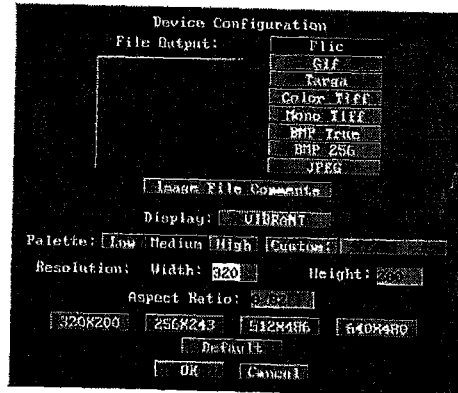 Device Configuration
File Output:
Flic
Gif
Targa
Color Tiff
Mono Tiff
BMP True
BMP 256
JPEG
Image File Comments
Display: VIBRANT
Palette: Low Medium High Custom:
Resolution: Width: 320 Height:
Aspect Ratio:
320X200 256X243 512X486 640X480
Default
OK Cancel